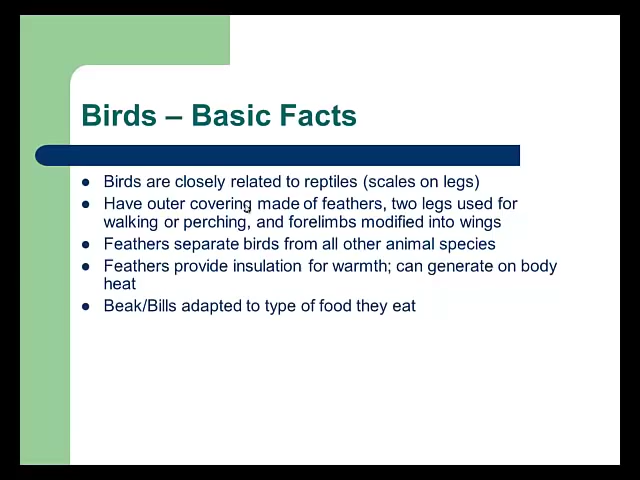 Birds – Basic Facts
● Birds are closely related to reptiles (scales on legs)
● Have outer covering made of feathers, two legs used for
walking or perching, and forelimbs modified into wings
● Feathers separate birds from all other animal species
● Feathers provide insulation for warmth; can generate on body
heat
● Beak/Bills adapted to type of food they eat